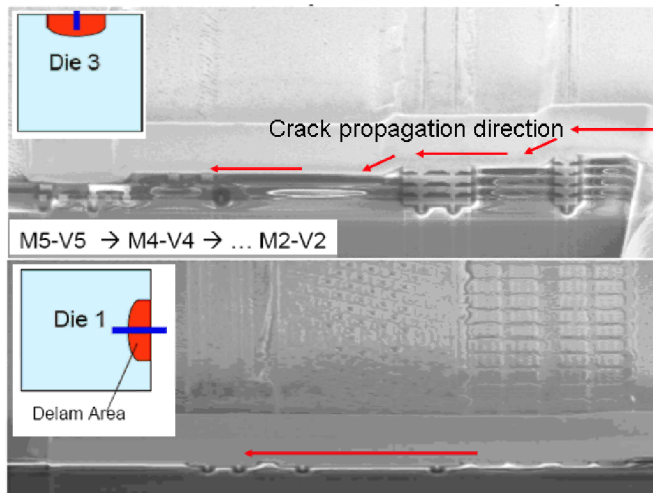 Die 3
Crack propagation direction
M5-V5 → M4-V4 → ... M2-V2
Die 1
Delam Area